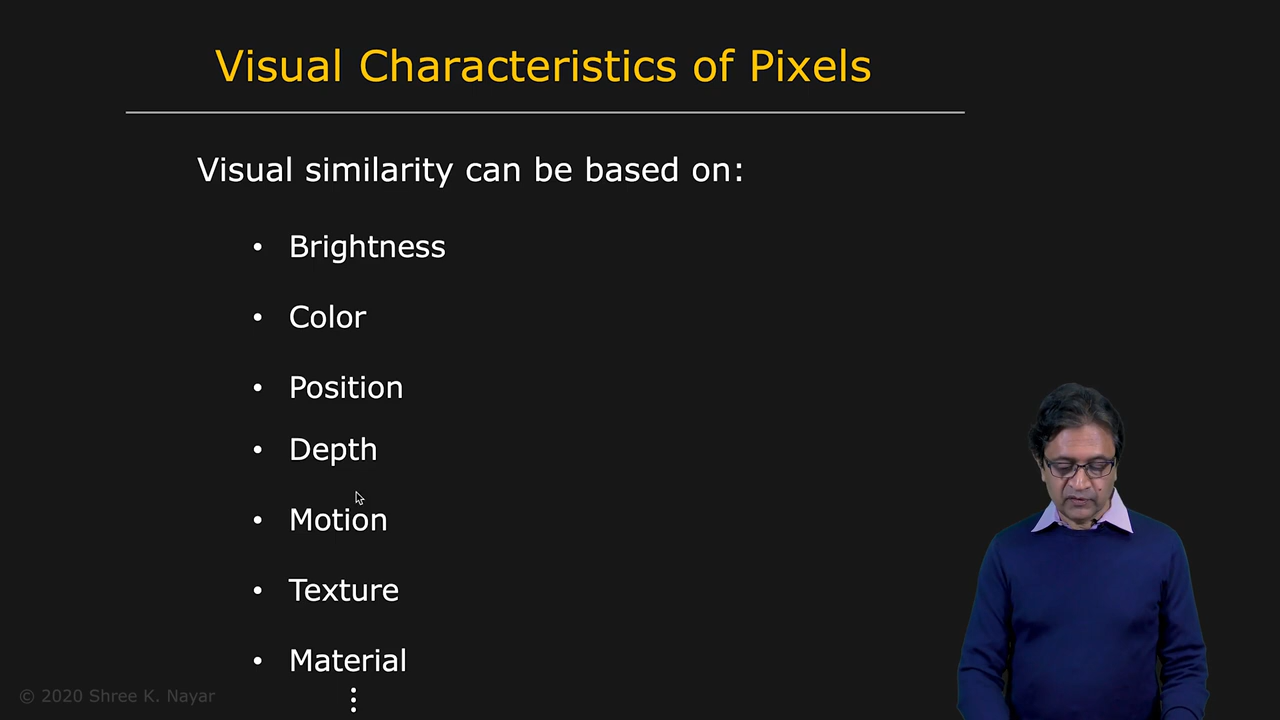 Visual Characteristics of Pixels
Visual similarity can be based on:
• Brightness
• Color
• Position
• Depth
• Motion
• Texture
• Material
⋮
© 2020 Shree K. Nayar